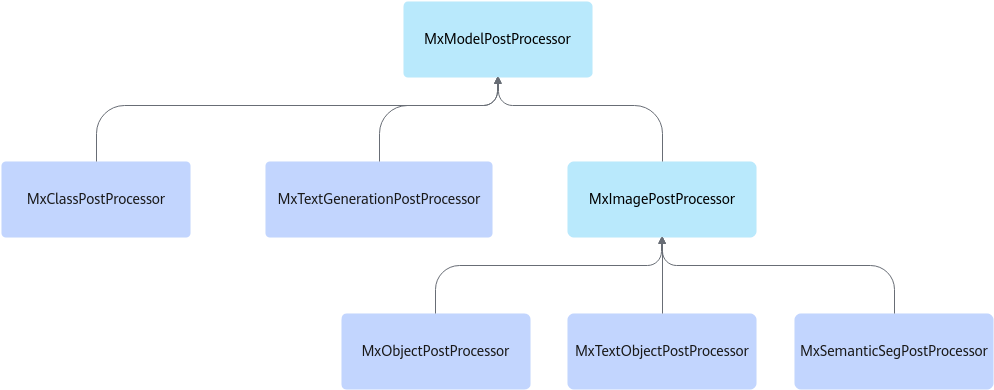 MxModelPostProcessor
MxClassPostProcessor
MxTextGenerationPostProcessor
MxImagePostProcessor
MxObjectPostProcessor
MxTextObjectPostProcessor
MxSemanticSegPostProcessor